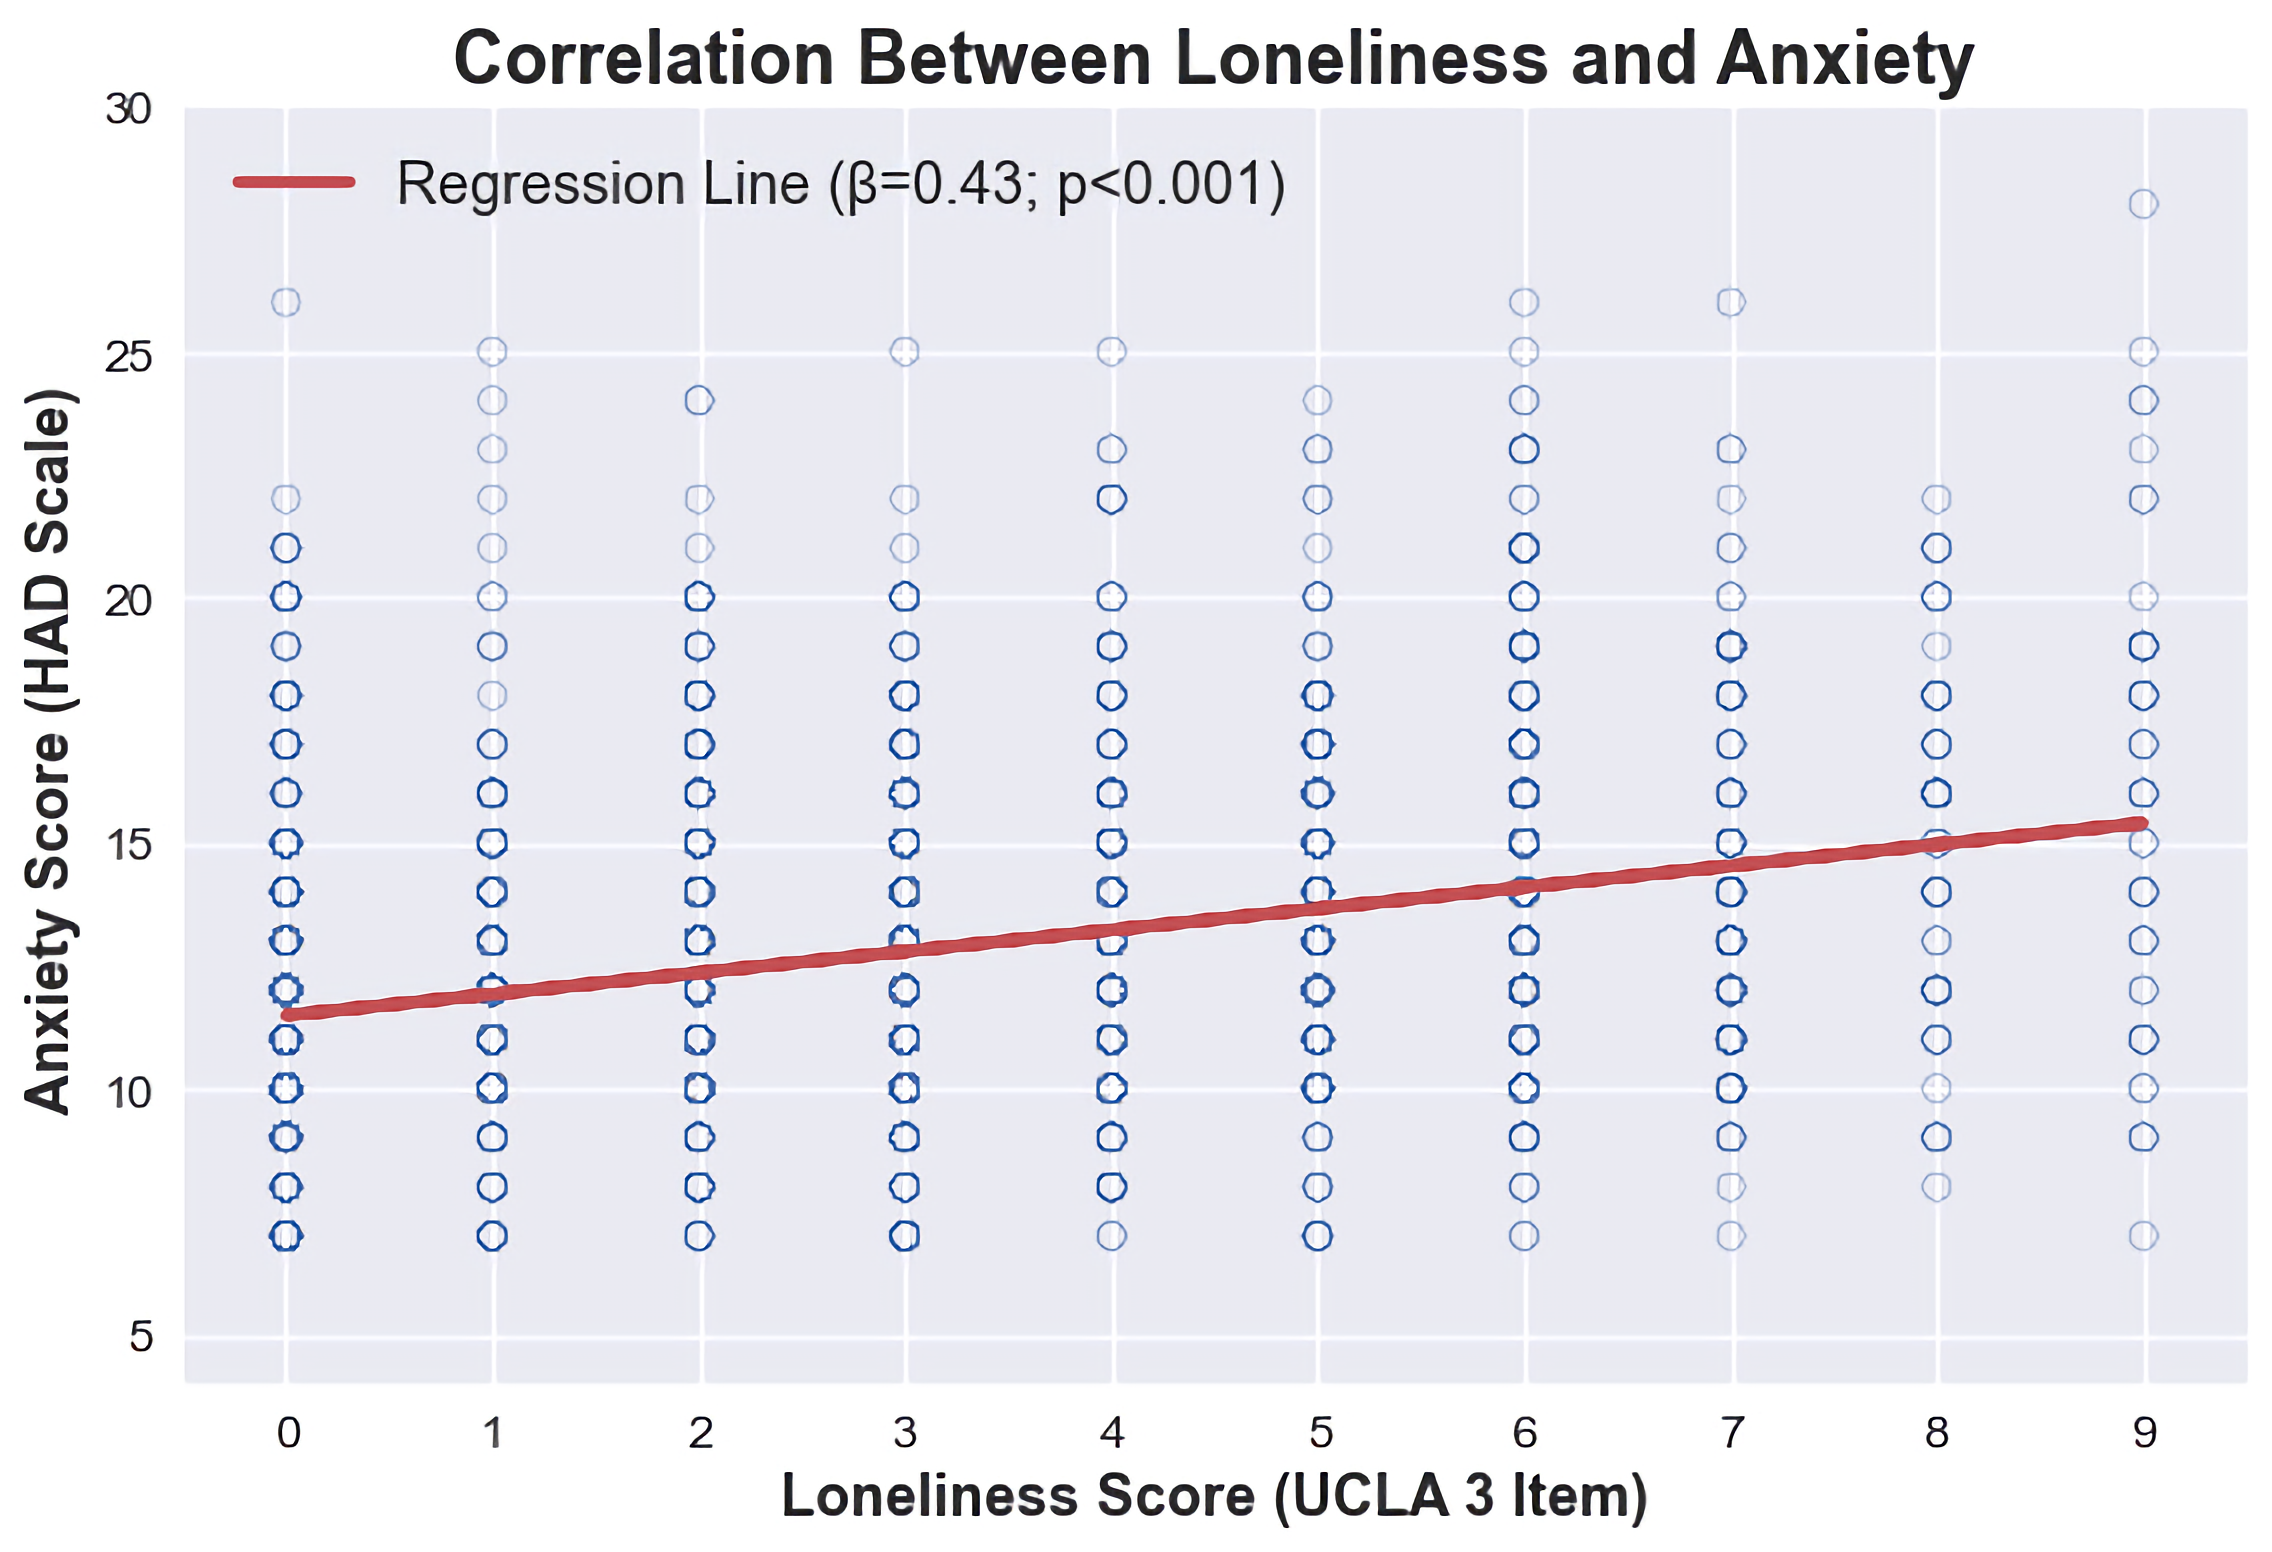 Correlation Between Loneliness and Anxiety
Regression Line (β=0.43; p<0.001)
Anxiety Score (HAD Scale)
30
25
20
15
10
5
0 1 2 3 4 5 6 7 8 9
Loneliness Score (UCLA 3 Item)